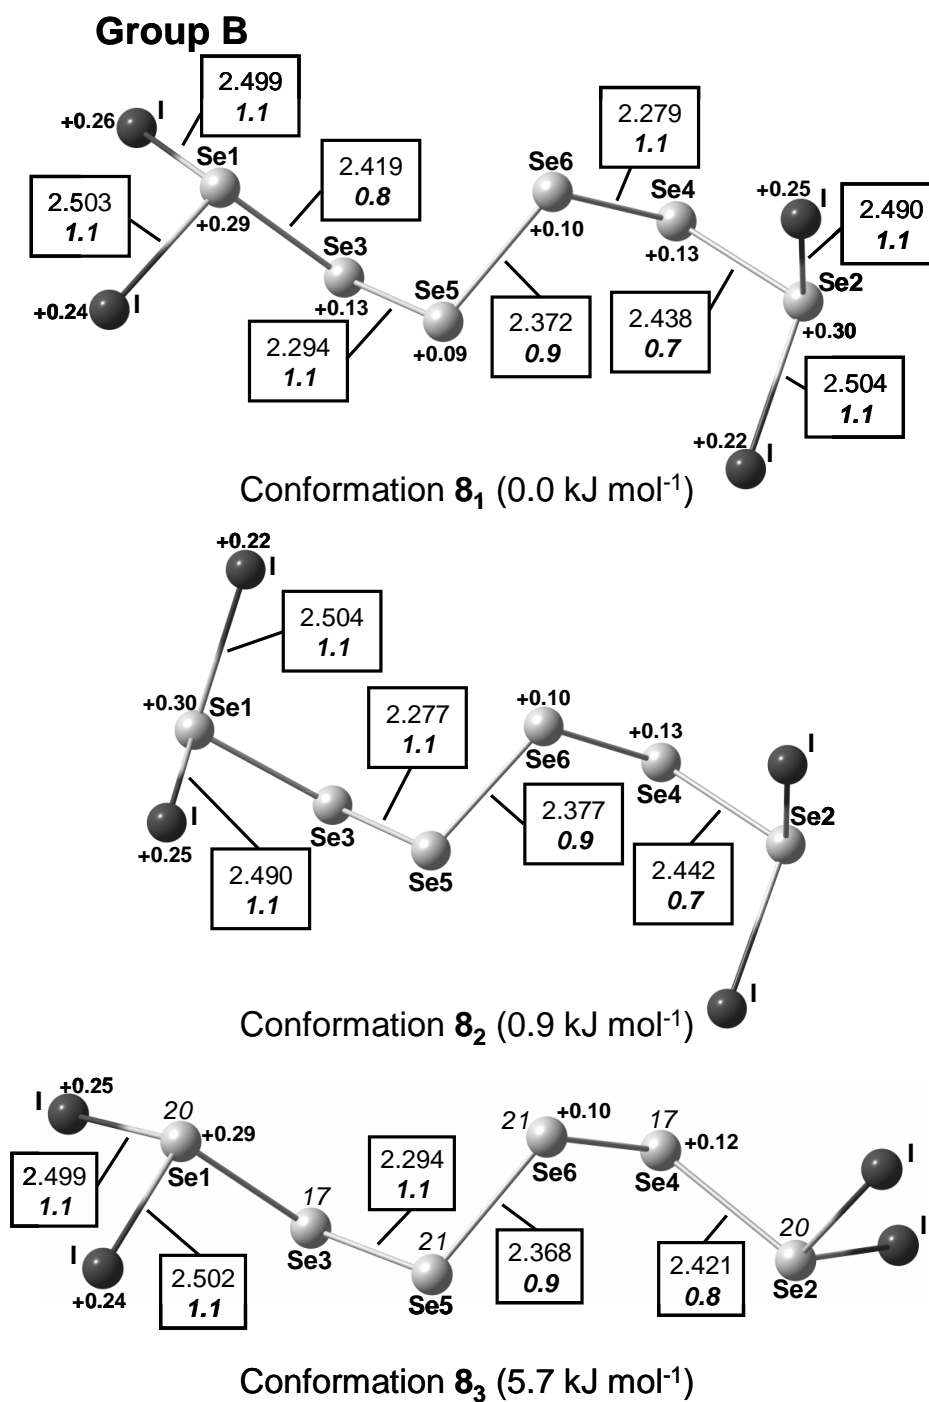 Group B
2.499
1.1
+0.26
I
Se1
2.419
0.8
2.503
1.1
+0.29
Se3
+0.24
I
+0.13
Se5
2.294
1.1
+0.09
2.279
1.1
Se6
Se4
+0.25
I
2.490
1.1
+0.10
+0.13
Se2
+0.30
2.372
0.9
2.438
0.7
2.504
1.1
+0.22
I
Conformation 8₁ (0.0 kJ mol⁻¹)
+0.22
I
2.504
1.1
+0.30
Se1
2.277
1.1
+0.10
Se6
+0.13
Se4
I
Se2
I
+0.25
Se3
Se5
2.377
0.9
2.490
1.1
2.442
0.7
I
Conformation 8₂ (0.9 kJ mol⁻¹)
+0.25
I
20
+0.29
Se1
2.499
1.1
17
Se3
2.294
1.1
21
+0.10
Se6
17
+0.12
Se4
I
I
+0.24
2.502
1.1
21
Se5
2.368
0.9
2.421
0.8
20
Se2
I
Conformation 8₃ (5.7 kJ mol⁻¹)